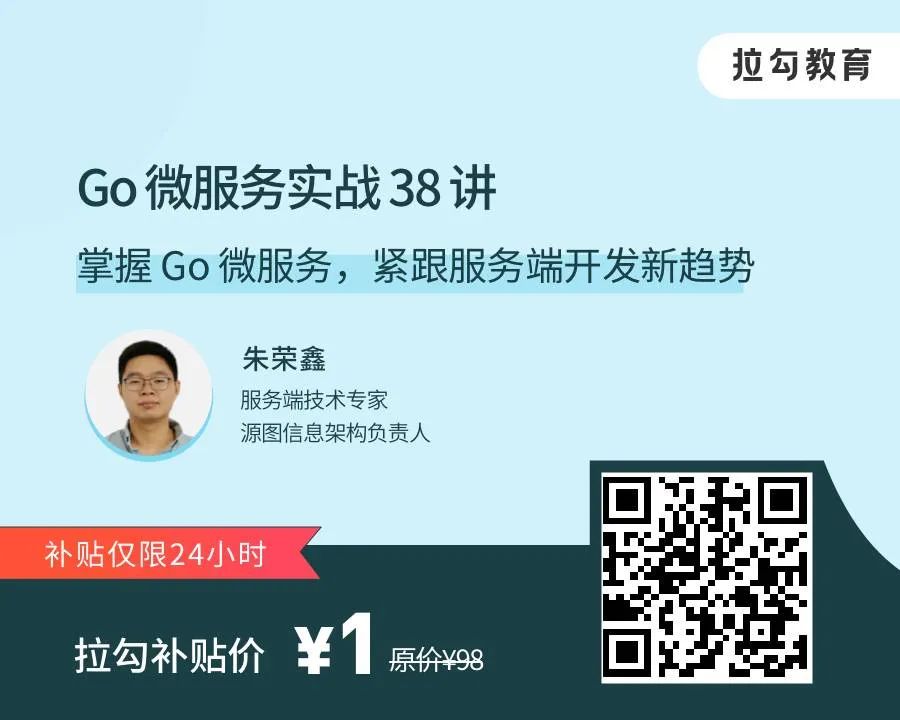 拉勾教育
Go 微服务实战 38 讲
掌握 Go 微服务，紧跟服务端开发新趋势
朱荣鑫
服务端技术专家
源图信息架构负责人
补贴仅限24小时
拉勾补贴价 ¥1 原价¥98